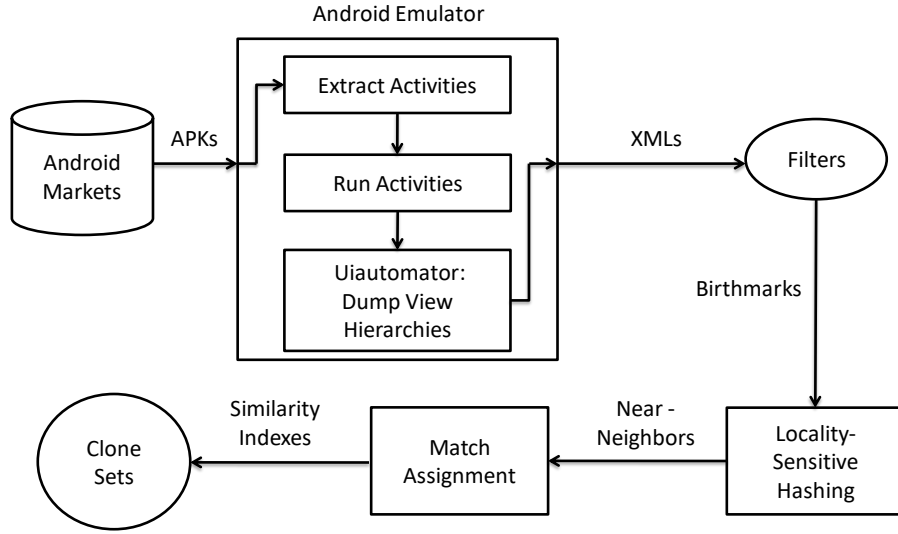 Android Emulator
Extract Activities
APKs
XMLs
Android
Markets
Filters
Run Activities
Uiautomator:
Dump View
Hierarchies
Birthmarks
Similarity
Indexes
Near -
Neighbors
Clone
Sets
Match
Assignment
Locality-
Sensitive
Hashing